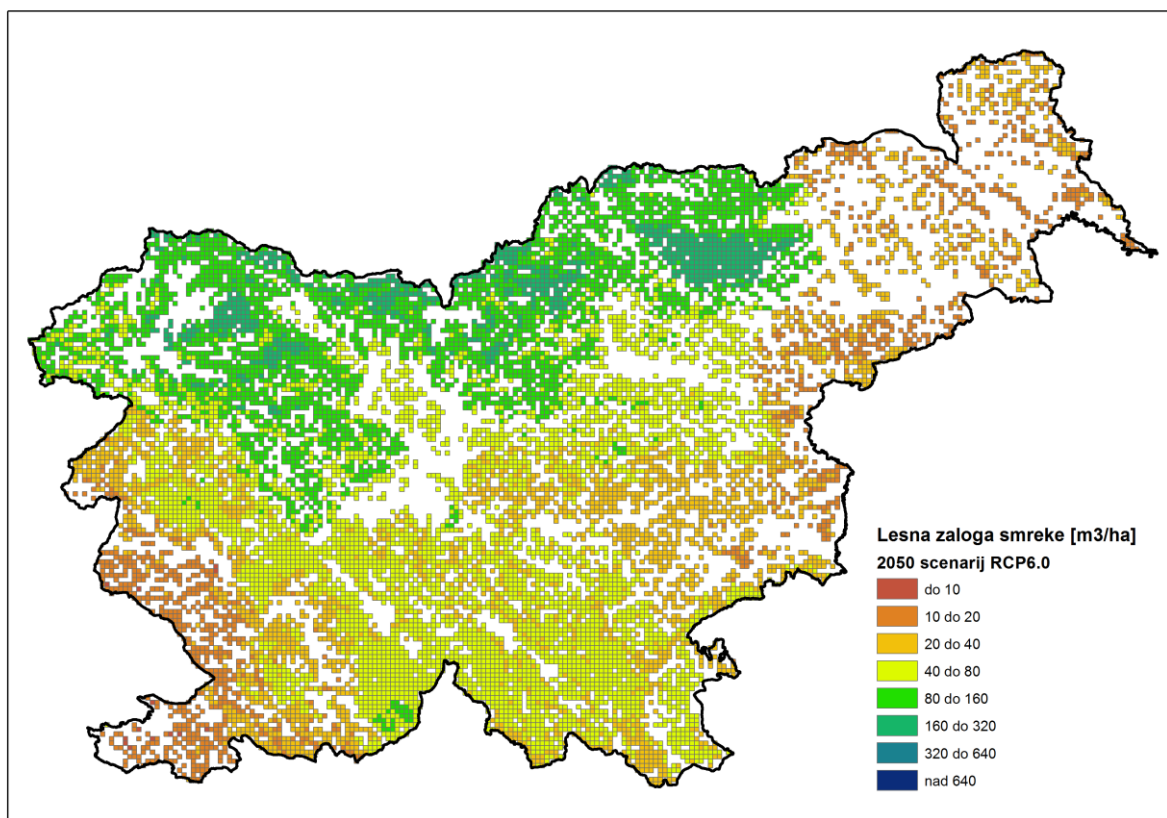 Lesna zaloga smreke [m3/ha]
2050 scenarij RCP6.0
do 10
10 do 20
20 do 40
40 do 80
80 do 160
160 do 320
320 do 640
nad 640